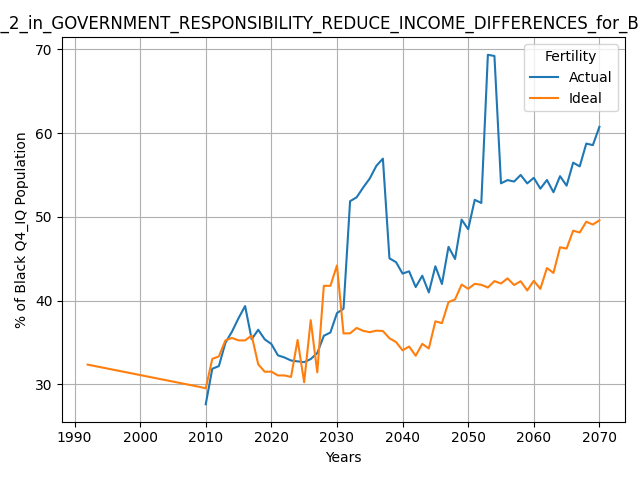 _2_in_GOVERNMENT_RESPONSIBILITY_REDUCE_INCOME_DIFFERENCES_for_B
70
60
50
40
30
% of Black Q4_IQ Population
Fertility
Actual
Ideal
1990 2000 2010 2020 2030 2040 2050 2060 2070
Years